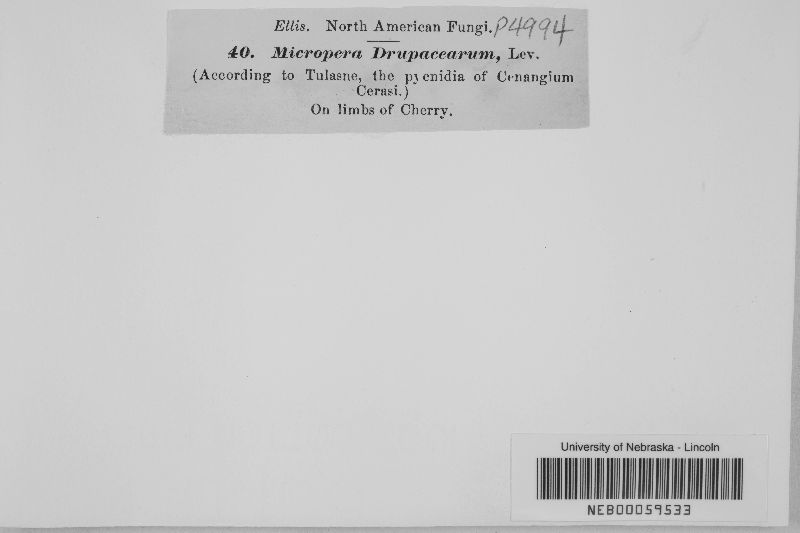 Ellis. North American Fungi. P4994
40. Micropera Drupacearum, Lev.
(According to Tulasne, the pycnidia of Cenangium
Cerasi.)
On limbs of Cherry.
University of Nebraska - Lincoln
NEB00059533